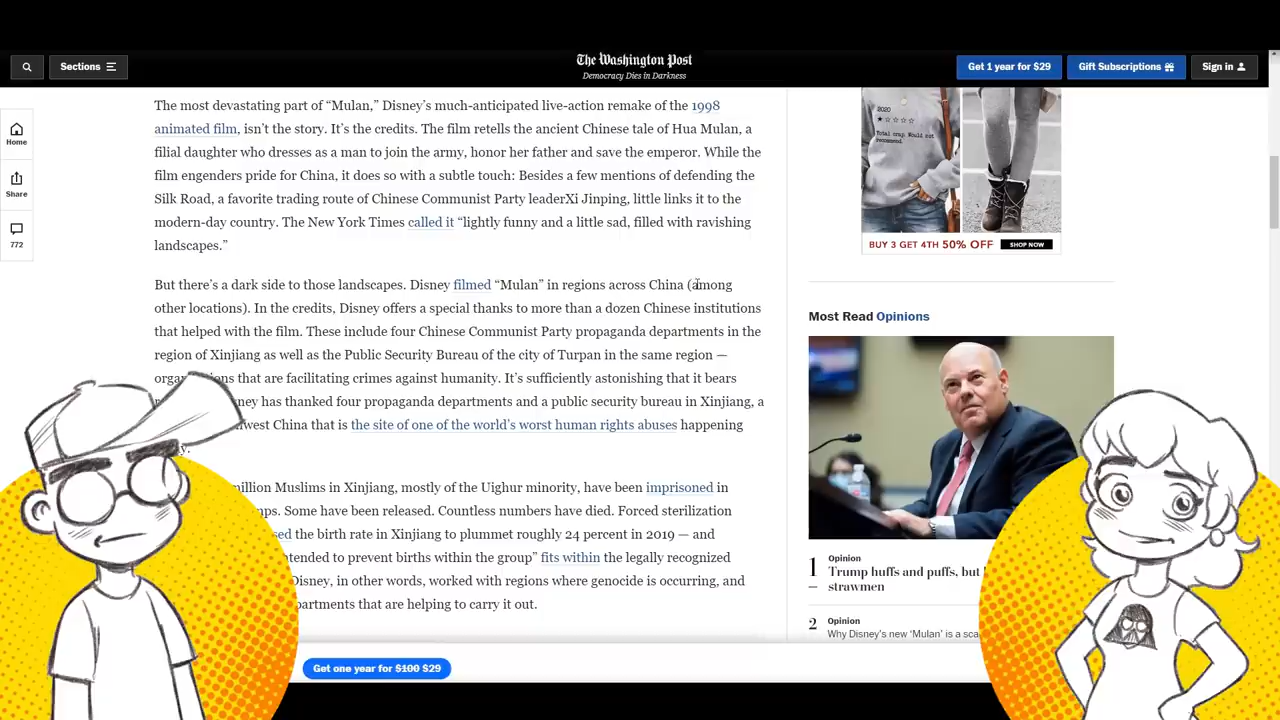 The Washington Post
Democracy Dies in Darkness
Sections
Get 1 year for $29
Gift Subscriptions
Sign in
Home
Share
772
The most devastating part of “Mulan,” Disney’s much-anticipated live-action remake of the 1998
animated film, isn’t the story. It’s the credits. The film retells the ancient Chinese tale of Hua Mulan, a
filial daughter who dresses as a man to join the army, honor her father and save the emperor. While the
film engenders pride for China, it does so with a subtle touch: Besides a few mentions of defending the
Silk Road, a favorite trading route of Chinese Communist Party leaderXi Jinping, little links it to the
modern-day country. The New York Times called it “lightly funny and a little sad, filled with ravishing
landscapes.”
But there’s a dark side to those landscapes. Disney filmed “Mulan” in regions across China (among
other locations). In the credits, Disney offers a special thanks to more than a dozen Chinese institutions
that helped with the film. These include four Chinese Communist Party propaganda departments in the
region of Xinjiang as well as the Public Security Bureau of the city of Turpan in the same region —
that are facilitating crimes against humanity. It’s sufficiently astonishing that it bears
has thanked four propaganda departments and a public security bureau in Xinjiang, a
China that is the site of one of the world’s worst human rights abuses happening
million Muslims in Xinjiang, mostly of the Uighur minority, have been imprisoned in
Some have been released. Countless numbers have died. Forced sterilization
the birth rate in Xinjiang to plummet roughly 24 percent in 2019 — and
to prevent births within the group” fits within the legally recognized
Disney, in other words, worked with regions where genocide is occurring, and
that are helping to carry it out.
Get one year for $100 $29
2020
Total crap. Would not
recommend.
BUY 3 GET 4TH 50% OFF
SHOP NOW
Most Read Opinions
1
Opinion
Trump huffs and puffs, but
strawmen
2
Opinion
Why Disney’s new ‘Mulan’ is a